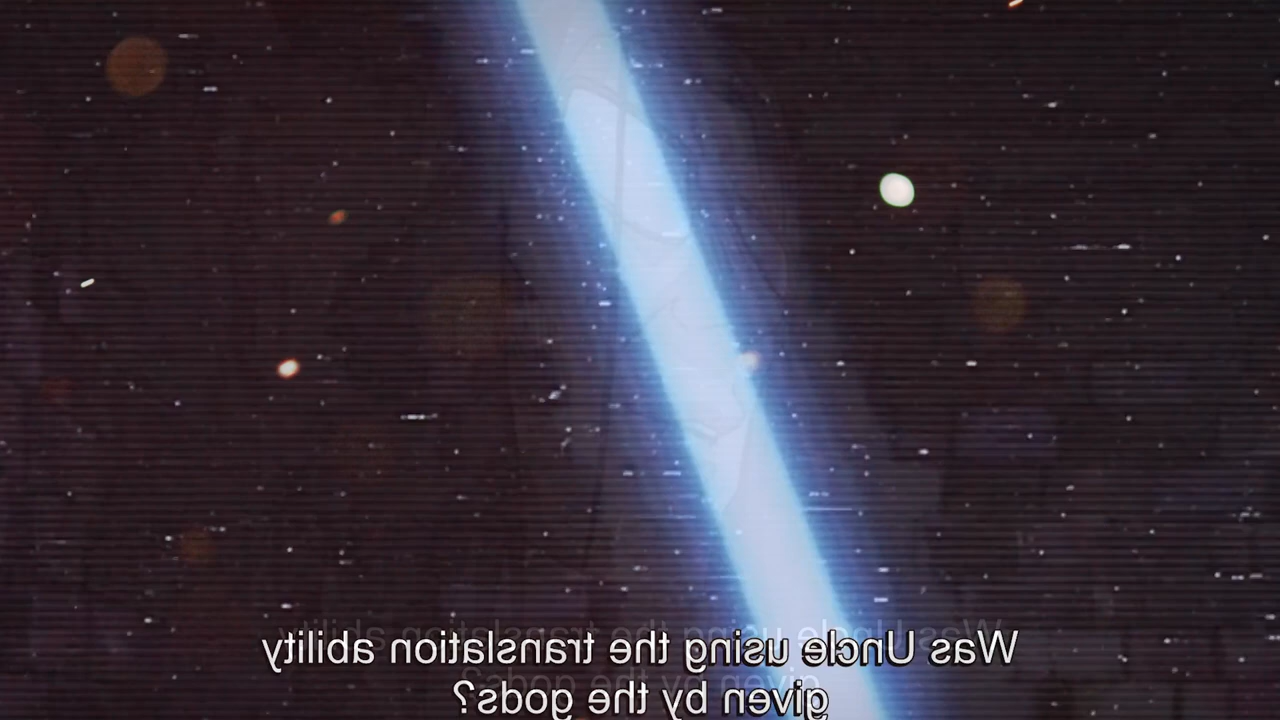 Was Uncle using the translation ability
given by the gods?